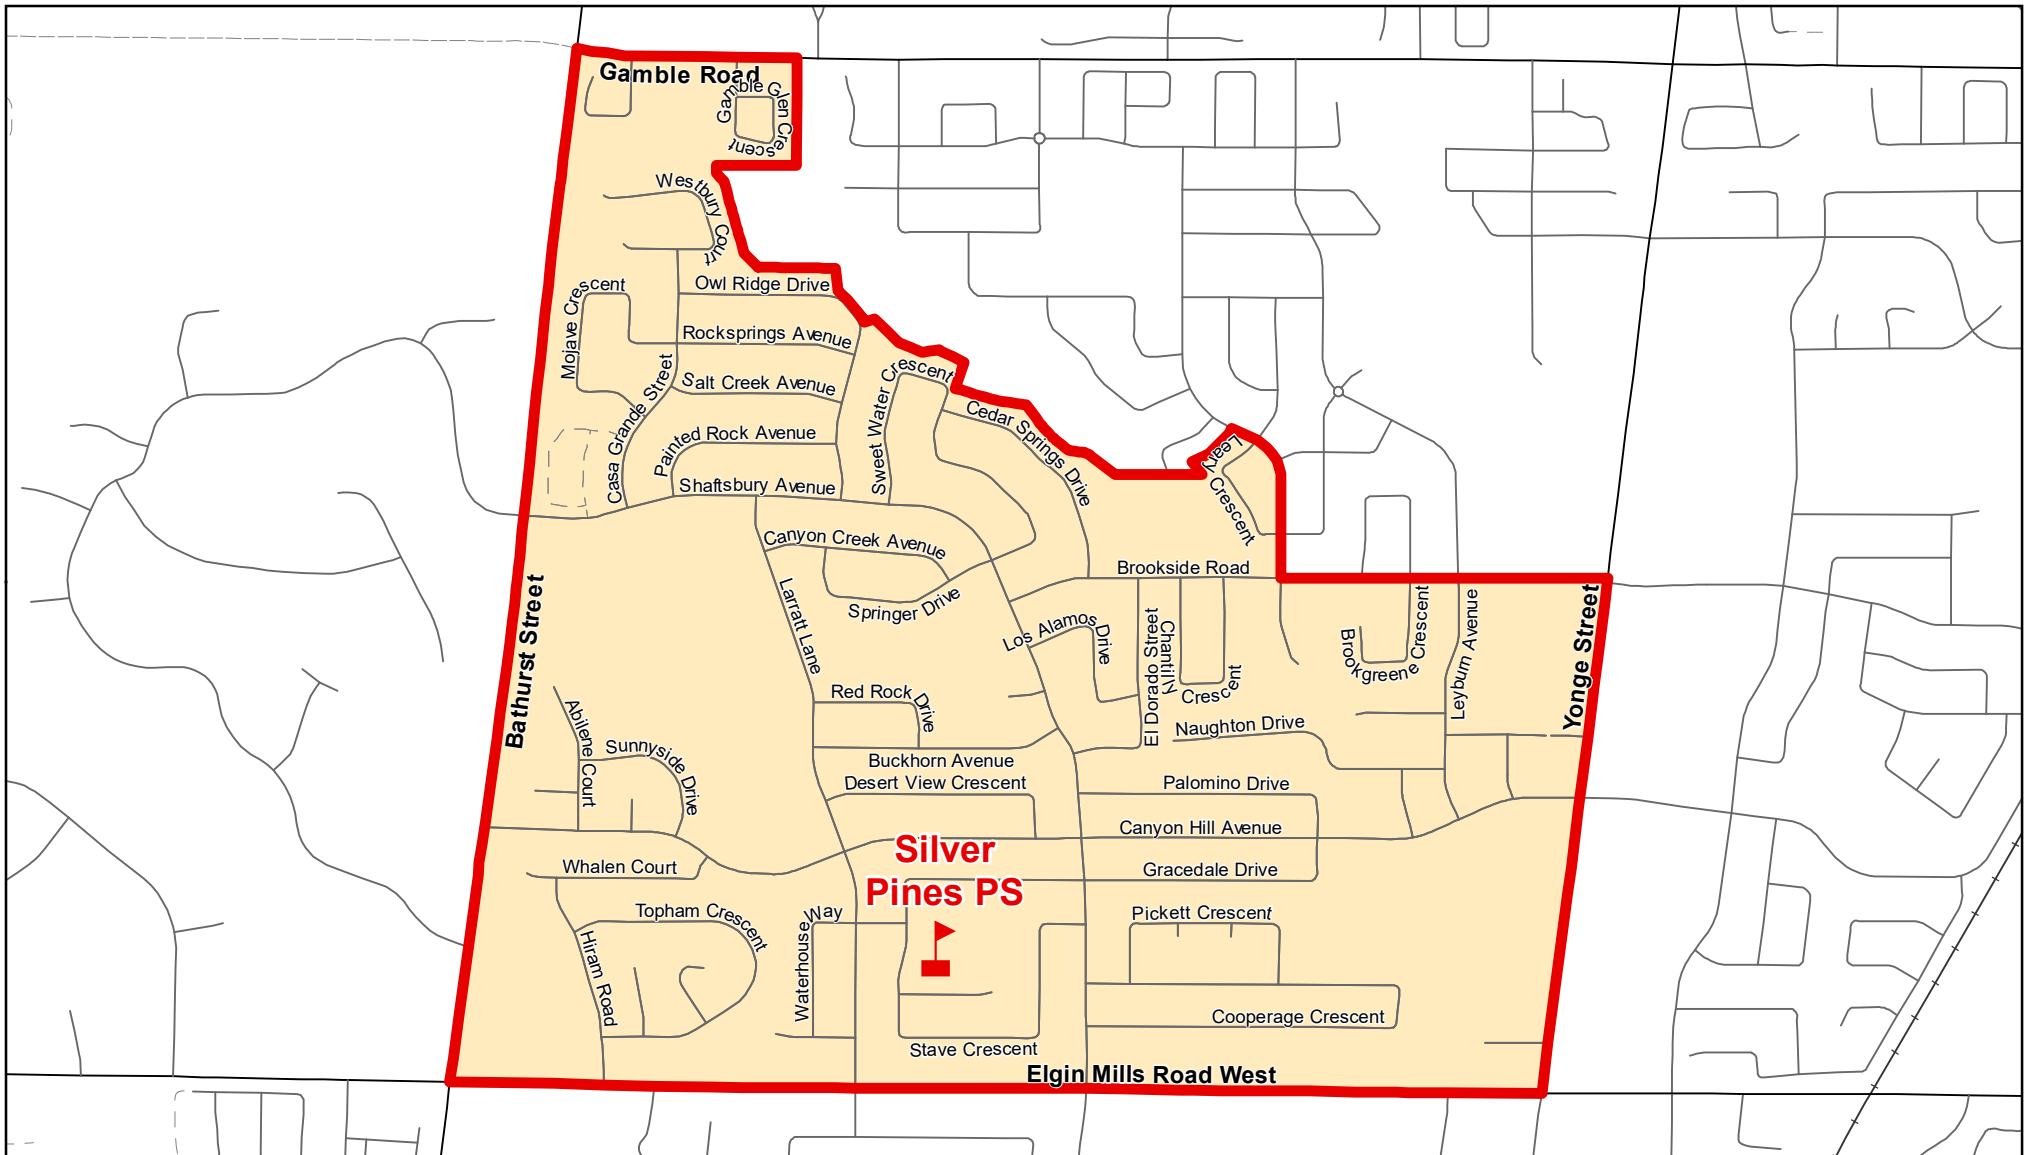 Gamble Road
Gamble Glen Crescent
Westbury Court
Owl Ridge Drive
Mojave Crescent
Rocksprings Avenue
Salt Creek Avenue
Casa Grande Street
Painted Rock Avenue
Shaftsbury Avenue
Sweet Water Crescent
Cedar Springs Drive
Leary Crescent
Canyon Creek Avenue
Springer Drive
Larratt Lane
Brookside Road
Los Alamos Drive
El Dorado Street
Chantilly Crescent
Brookgreene Crescent
Leyburn Avenue
Yonge Street
Bathurst Street
Red Rock Drive
Abilene Court
Sunnyside Drive
Naughton Drive
Buckhorn Avenue
Desert View Crescent
Palomino Drive
Canyon Hill Avenue
Silver
Pines PS
Whalen Court
Gracedale Drive
Topham Crescent
Hiram Road
Waterhouse Way
Pickett Crescent
Cooperage Crescent
Stave Crescent
Elgin Mills Road West